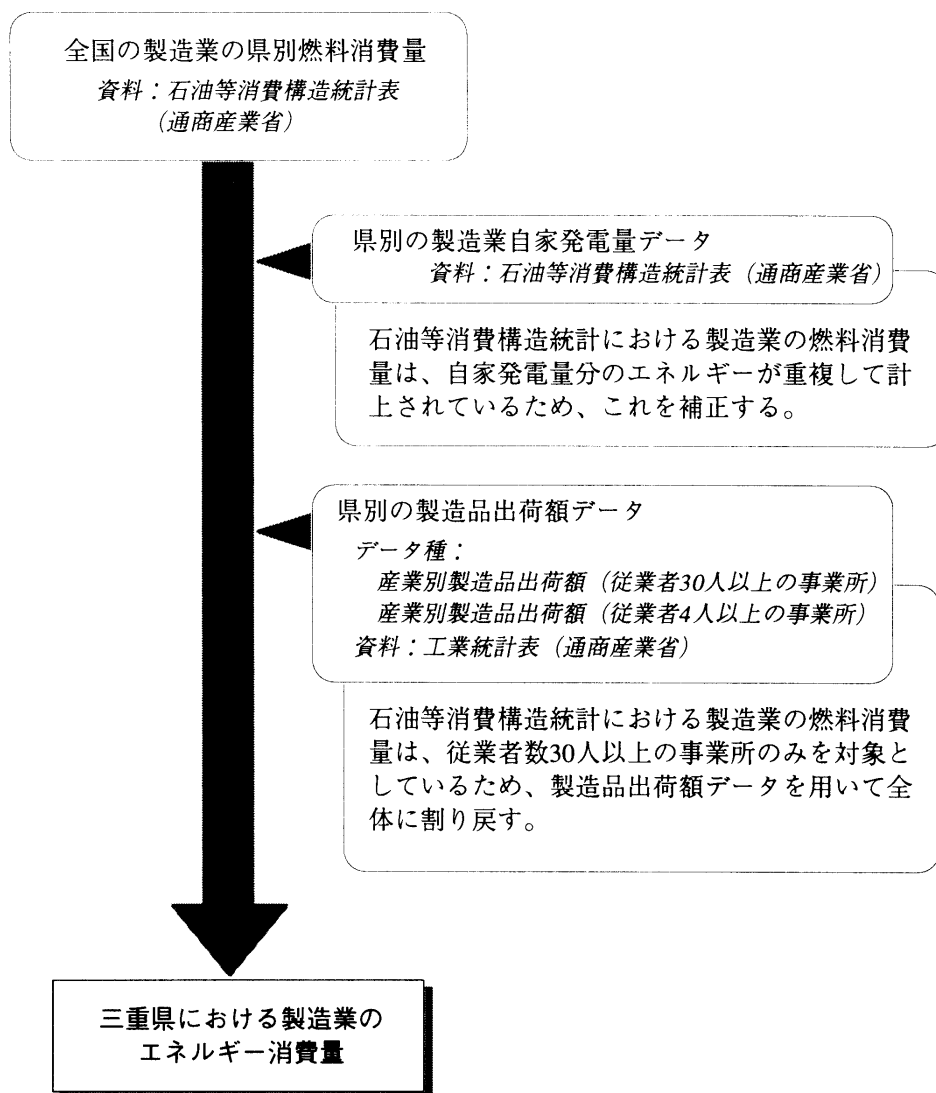 全国の製造業の県別燃料消費量
資料：石油等消費構造統計表
（通商産業省）
県別の製造業自家発電量データ
資料：石油等消費構造統計表（通商産業省）
石油等消費構造統計における製造業の燃料消費
量は、自家発電量分のエネルギーが重複して計
上されているため、これを補正する。
県別の製造品出荷額データ
データ種：
産業別製造品出荷額（従業者30人以上の事業所）
産業別製造品出荷額（従業者4人以上の事業所）
資料：工業統計表（通商産業省）
石油等消費構造統計における製造業の燃料消費
量は、従業者数30人以上の事業所のみを対象と
しているため、製造品出荷額データを用いて全
体に割り戻す。
三重県における製造業の
エネルギー消費量